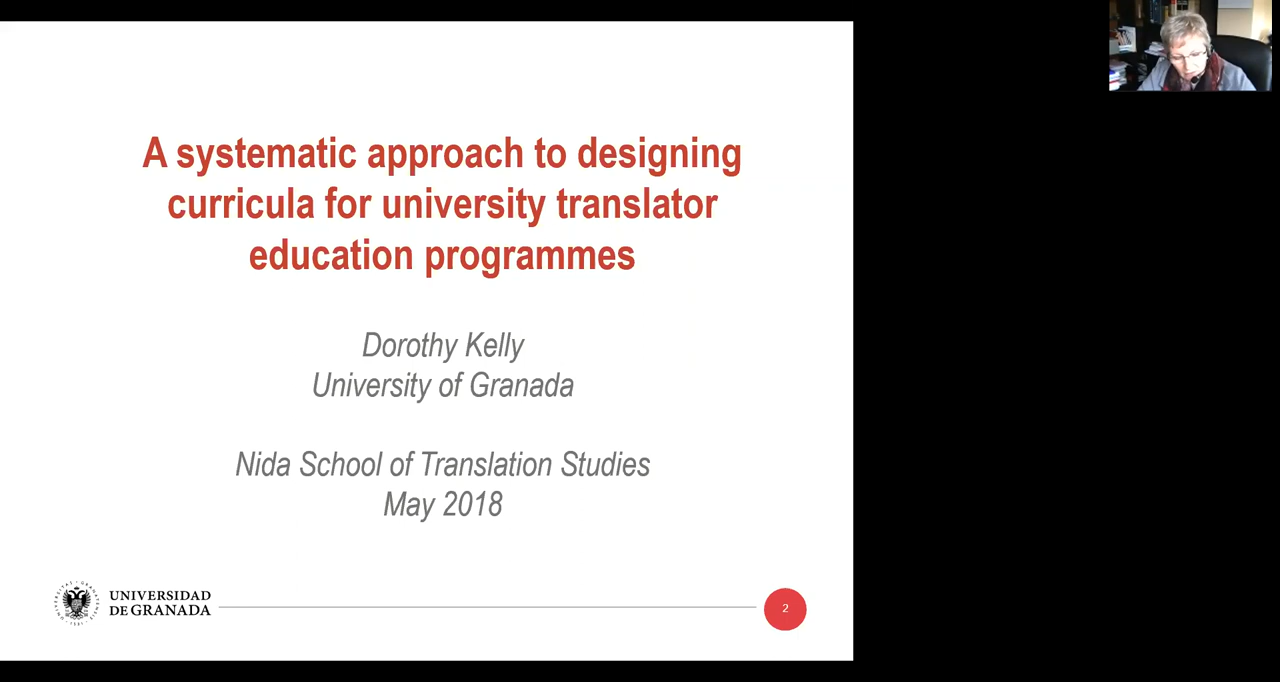 A systematic approach to designing
curricula for university translator
education programmes
Dorothy Kelly
University of Granada
Nida School of Translation Studies
May 2018
UNIVERSIDAD
DE GRANADA
2